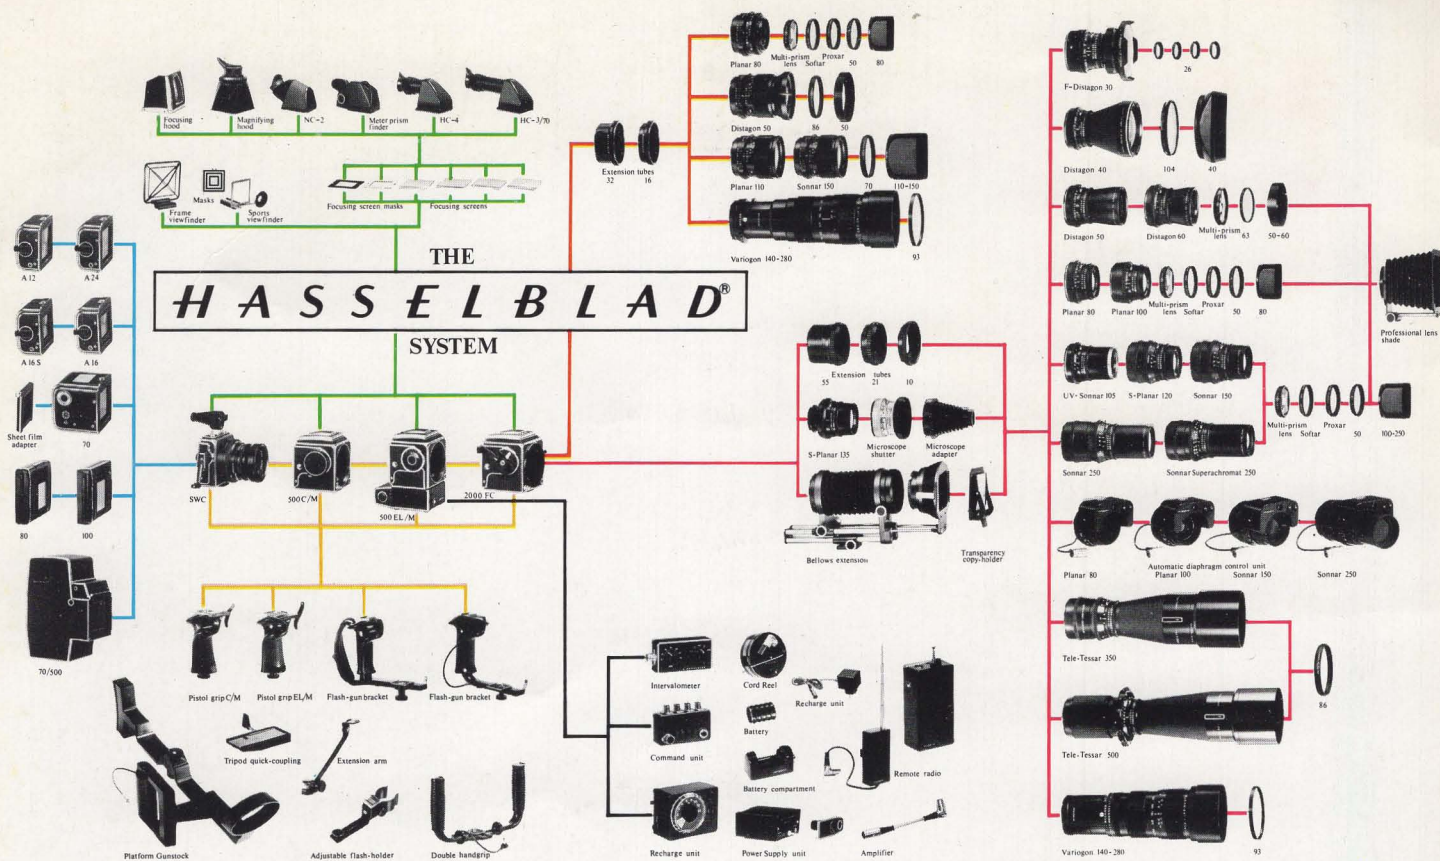 THE
HASSELBLAD®
SYSTEM
Focusing
hood
Magnifying
hood
NC-2
Meter prism
finder
HC-4
HC-3/70
Frame
viewfinder
Masks
Sports
viewfinder
Focusing screen masks
Focusing screens
A12
A24
A16 S
A16
Sheet film
adapter
70
80
100
70/500
SWC
500 C/M
500 EL/M
2000 FC
Pistol grip C/M
Pistol grip EL/M
Flash-gun bracket
Flash-gun bracket
Tripod quick-coupling
Extension arm
Platform Gunstock
Adjustable flash-holder
Double handgrip
Extension tubes
32
16
Planar 80
Multi-prism
lens
Softar
Proxar
50
80
Distagon 50
86
50
Planar 110
Sonnar 150
70
110-150
Variogon 140-280
93
Extension tubes
55
21
10
S-Planar 135
Microscope
shutter
Microscope
adapter
Bellows extension
Transparency
copy-holder
Intervalometer
Cord Reel
Recharge unit
Command unit
Battery
Battery compartment
Remote radio
Recharge unit
Power Supply unit
Amplifier
F-Distagon 30
26
Distagon 40
104
40
Distagon 50
Distagon 60
Multi-prism
lens
63
50-60
Planar 80
Planar 100
Multi-prism
lens
Softar
Proxar
50
80
Professional lens
shade
UV-Sonnar 105
S-Planar 120
Sonnar 150
Multi-prism
lens
Softar
Proxar
50
100-250
Sonnar 250
Sonnar Superachromat 250
Automatic diaphragm control unit
Planar 80
Planar 100
Sonnar 150
Sonnar 250
Tele-Tessar 350
86
Tele-Tessar 500
Variogon 140-280
93